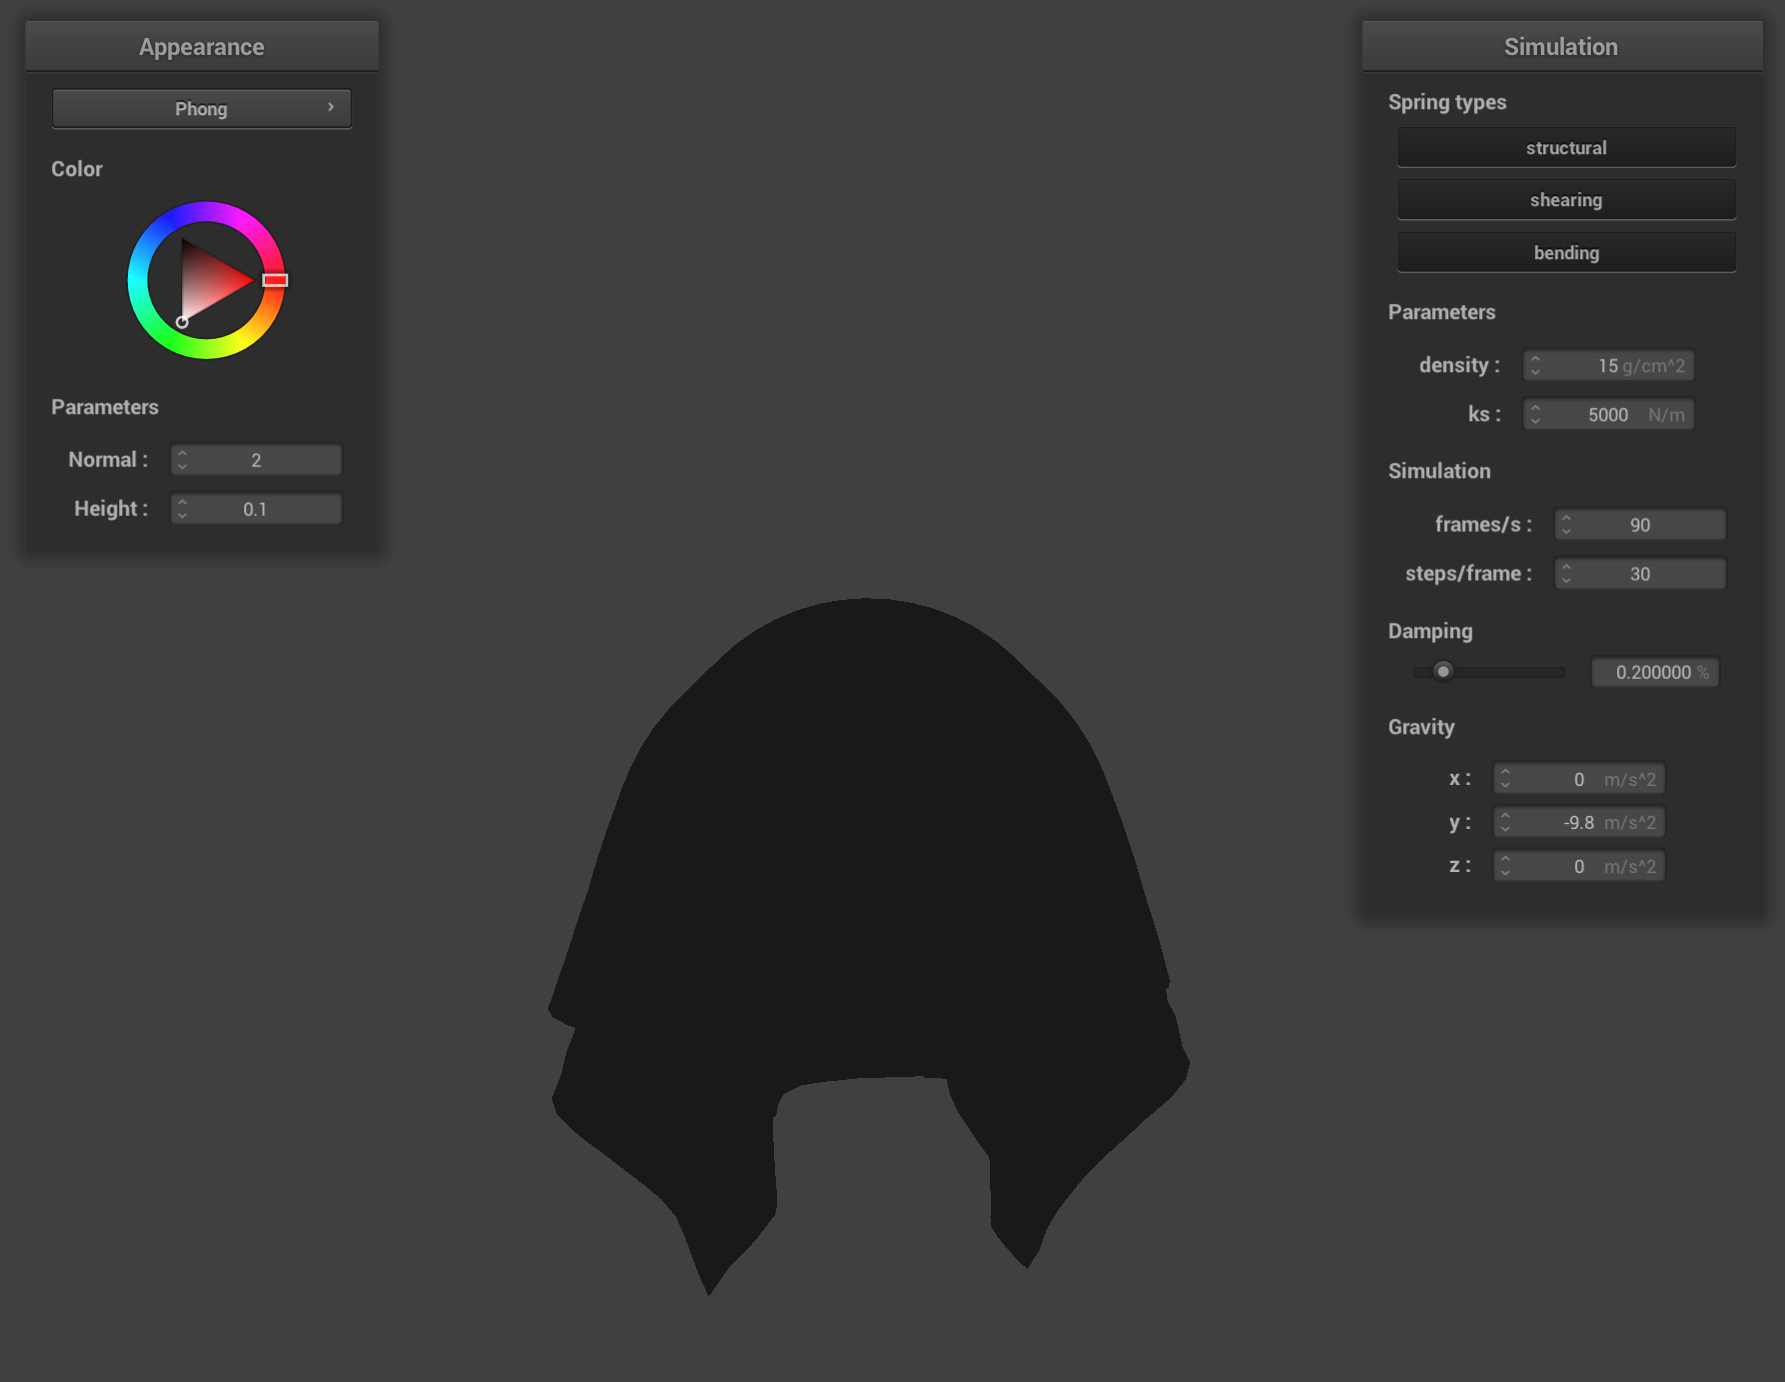 Appearance
Phong ›
Color
Parameters
Normal : 2
Height : 0.1
Simulation
Spring types
structural
shearing
bending
Parameters
density : 15 g/cm^2
ks : 5000 N/m
Simulation
frames/s : 90
steps/frame : 30
Damping
0.200000 %
Gravity
x : 0 m/s^2
y : -9.8 m/s^2
z : 0 m/s^2